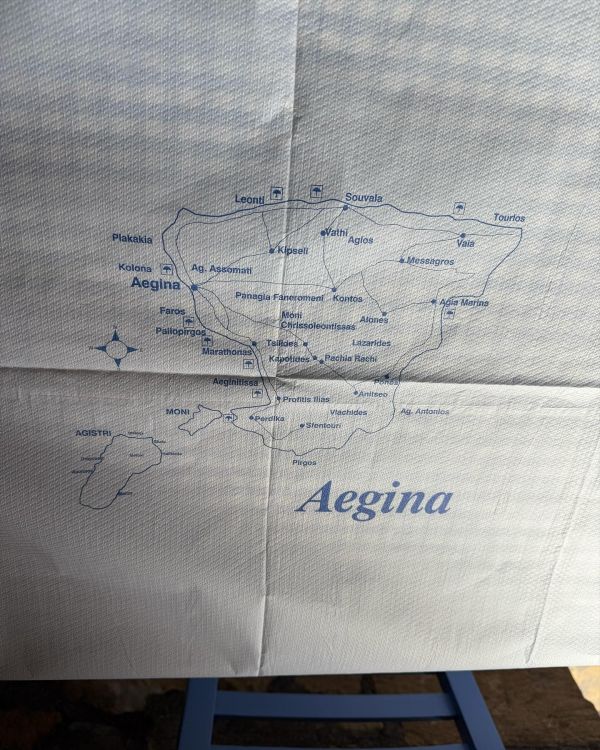 Leonti
Souvala
Tourlos
Plakakia
Vathi
Agios
Vaia
Kipseli
Messagros
Kolona
Ag. Assomati
Aegina
Panagia Faneromeni
Kontos
Agia Marina
Faros
Moni
Chrissoleontissas
Alones
Paliopirgos
Marathonas
Tsilides
Lazarides
Kapotides
Pachia Rachi
Aeginitissa
Portes
Profitis Ilias
Anitseo
MONI
Perdika
Vlachides
Ag. Antonios
Sfentouri
AGISTRI
Pirgos
Aegina